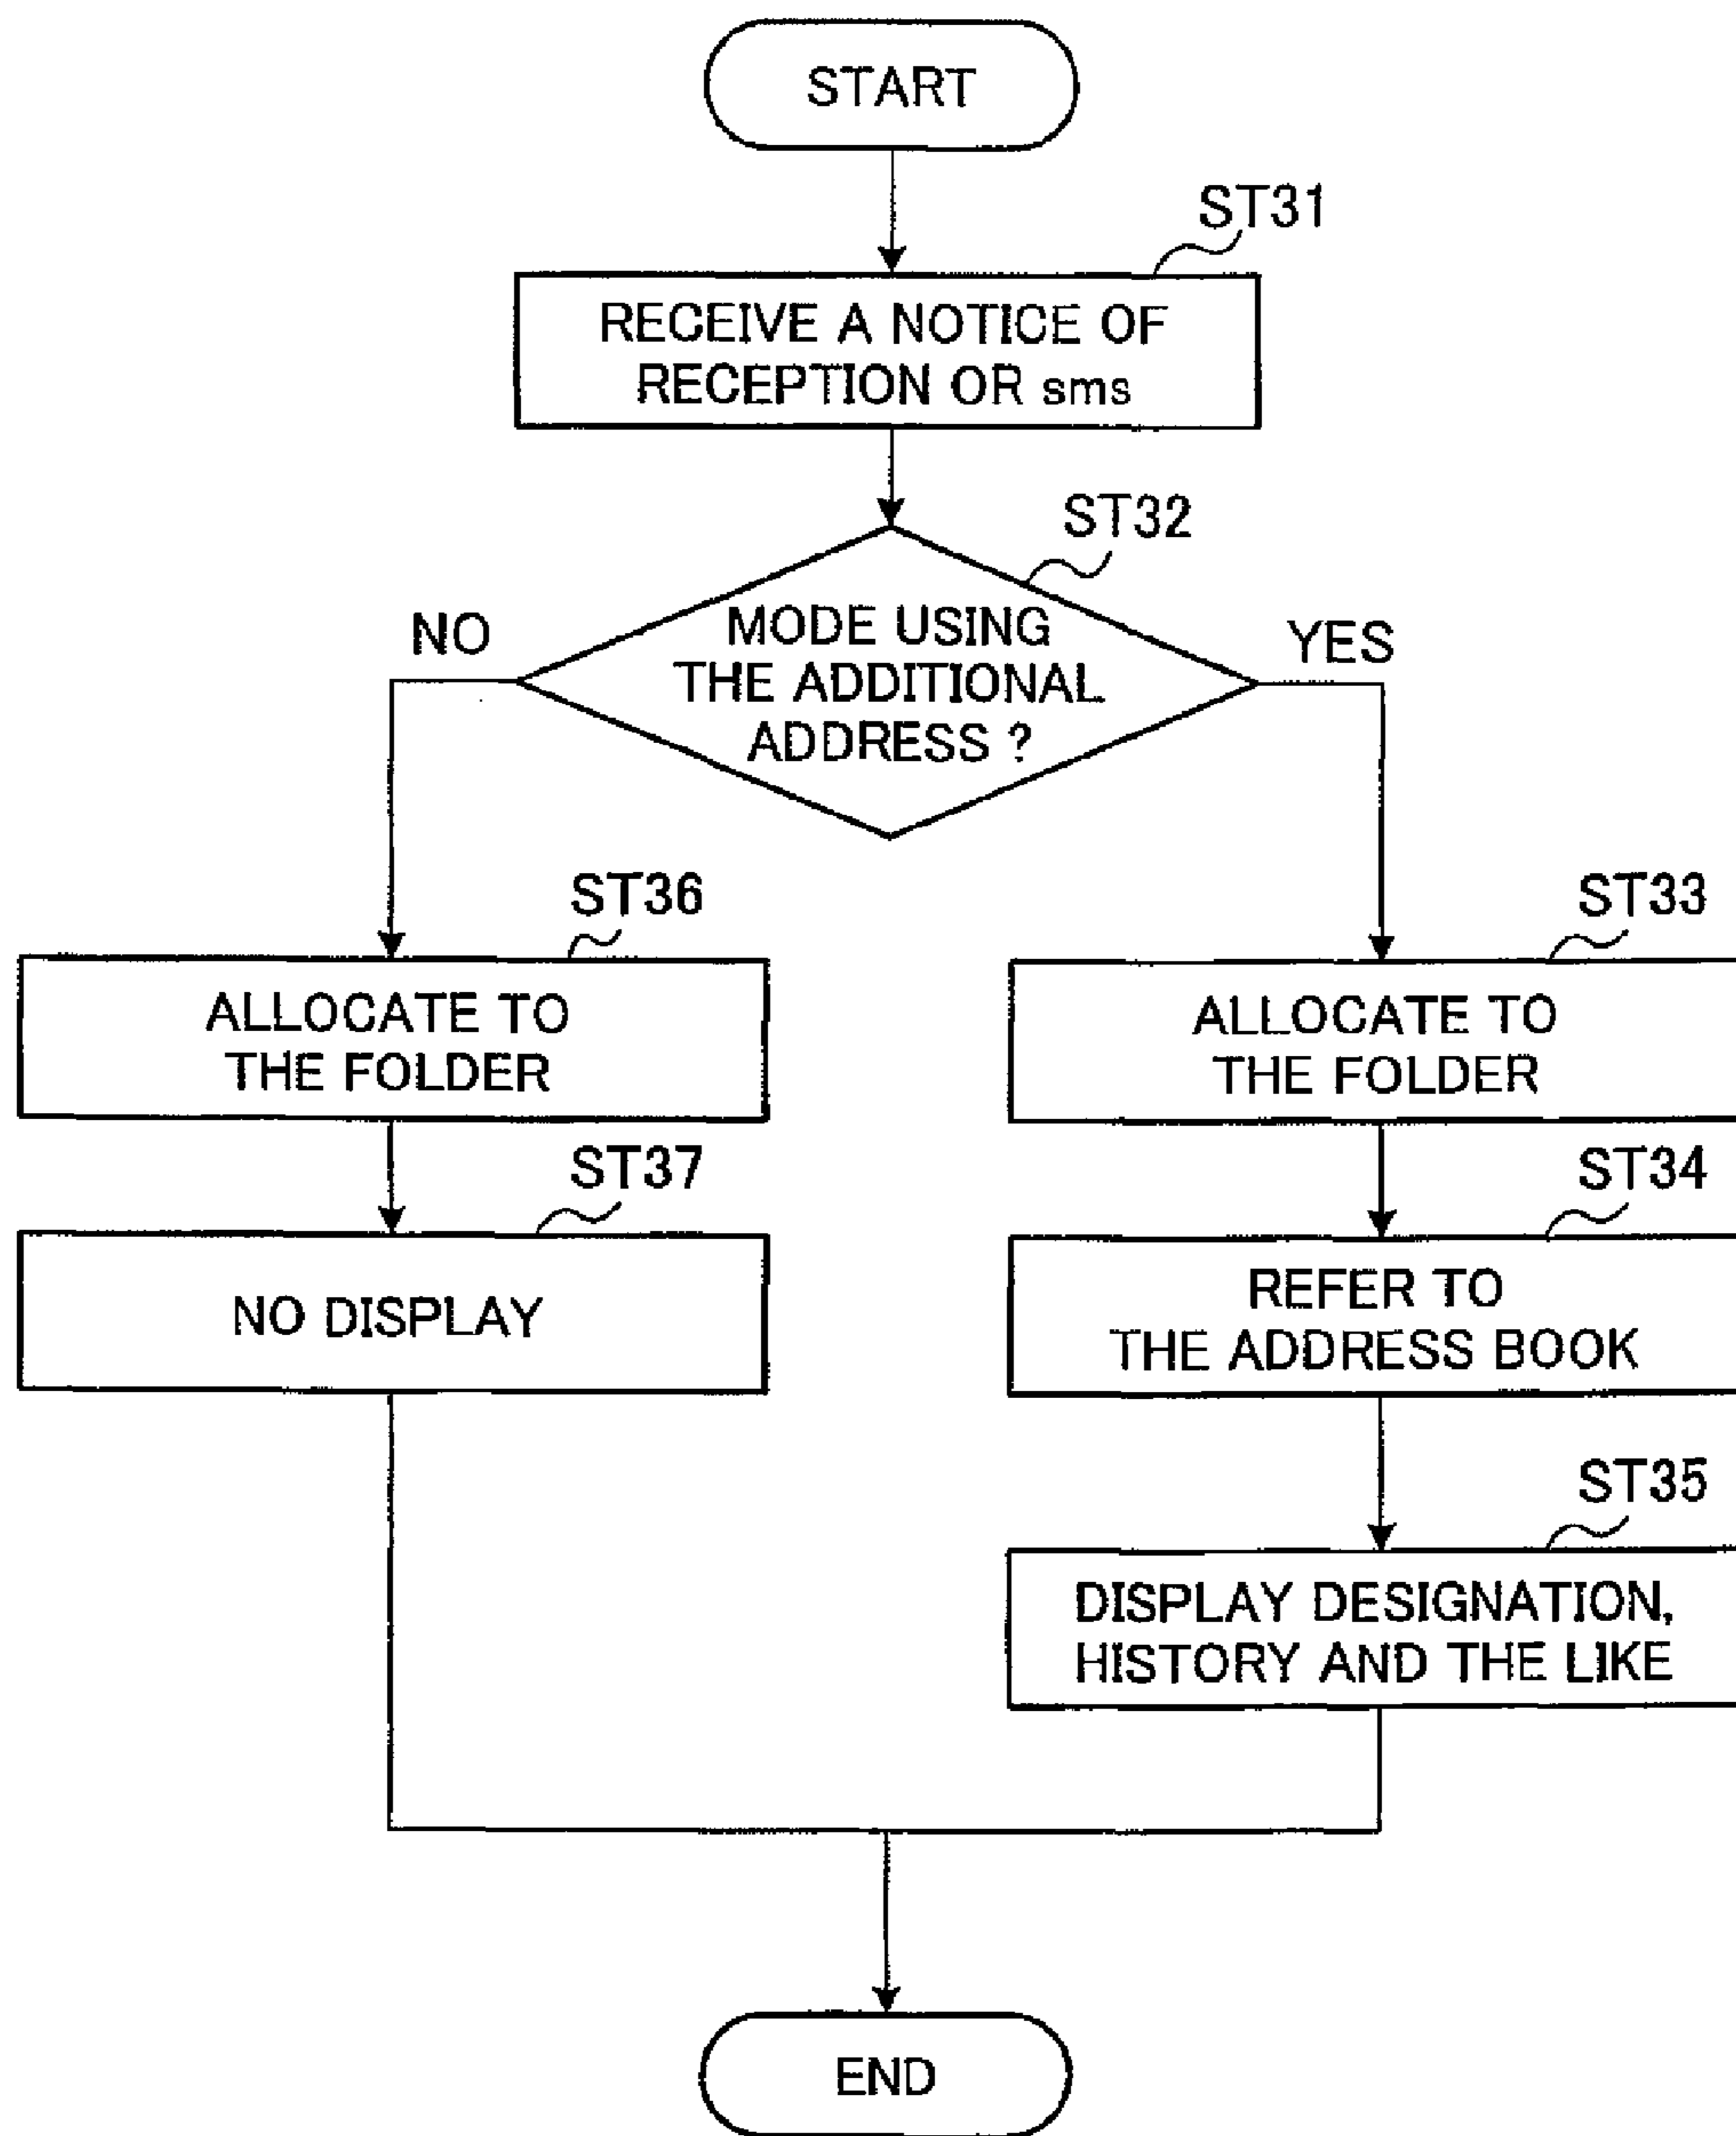 START
ST31
RECEIVE A NOTICE OF
RECEPTION OR sms
ST32
NO
MODE USING
THE ADDITIONAL
ADDRESS ?
YES
ST36
ALLOCATE TO
THE FOLDER
ST33
ALLOCATE TO
THE FOLDER
ST37
NO DISPLAY
ST34
REFER TO
THE ADDRESS BOOK
ST35
DISPLAY DESIGNATION,
HISTORY AND THE LIKE
END